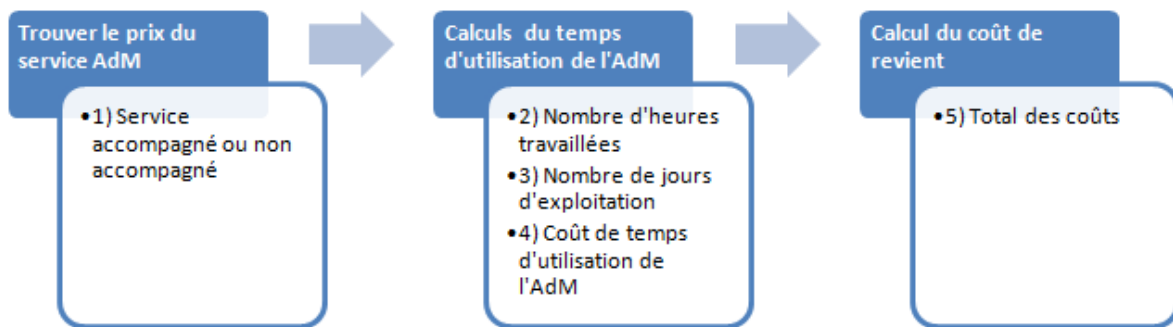 Trouver le prix du
service AdM
•1) Service
accompagné ou non
accompagné
Calculs du temps
d'utilisation de l'AdM
•2) Nombre d'heures
travaillées
•3) Nombre de jours
d'exploitation
•4) Coût de temps
d'utilisation de
l'AdM
Calcul du coût de
revient
•5) Total des coûts